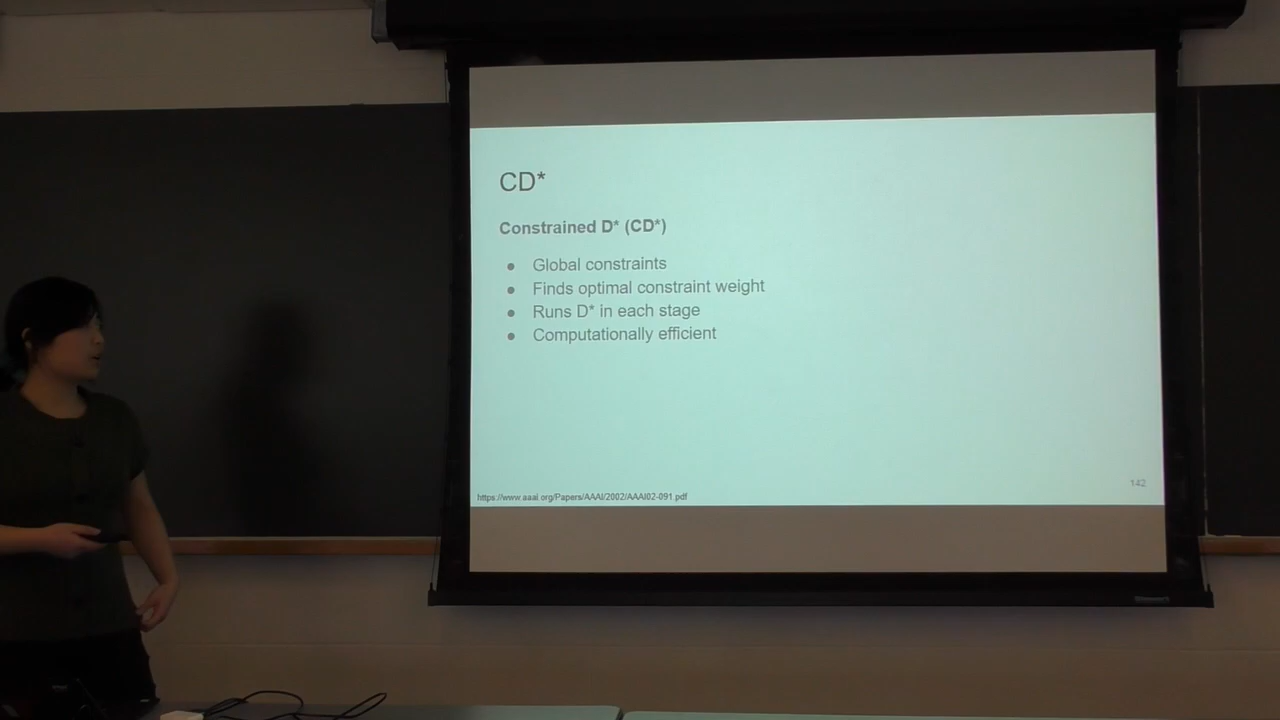 CD*
Constrained D* (CD*)
● Global constraints
● Finds optimal constraint weight
● Runs D* in each stage
● Computationally efficient
https://www.aaai.org/Papers/AAAI/2002/AAAI02-091.pdf
142